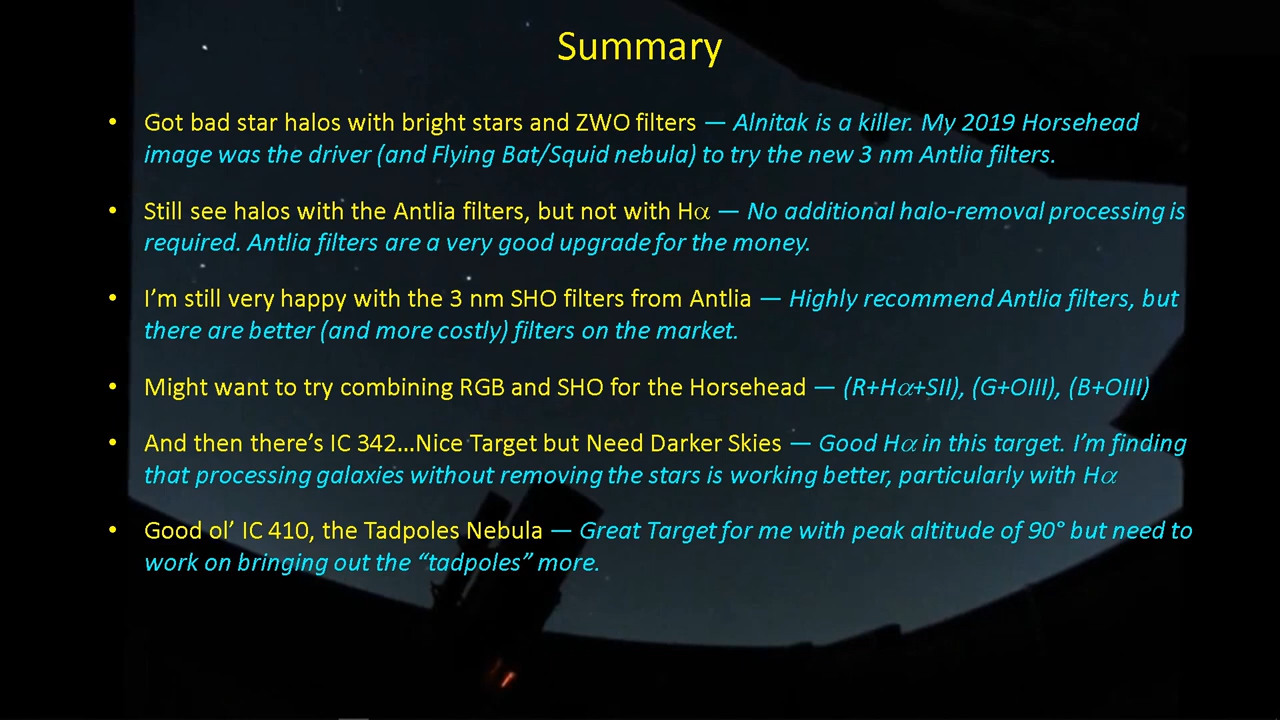 Summary
• Got bad star halos with bright stars and ZWO filters — Alnitak is a killer. My 2019 Horsehead
image was the driver (and Flying Bat/Squid nebula) to try the new 3 nm Antlia filters.
• Still see halos with the Antlia filters, but not with Hα — No additional halo-removal processing is
required. Antlia filters are a very good upgrade for the money.
• I’m still very happy with the 3 nm SHO filters from Antlia — Highly recommend Antlia filters, but
there are better (and more costly) filters on the market.
• Might want to try combining RGB and SHO for the Horsehead — (R+Hα+SII), (G+OIII), (B+OIII)
• And then there’s IC 342…Nice Target but Need Darker Skies — Good Hα in this target. I’m finding
that processing galaxies without removing the stars is working better, particularly with Hα
• Good ol’ IC 410, the Tadpoles Nebula — Great Target for me with peak altitude of 90° but need to
work on bringing out the “tadpoles” more.